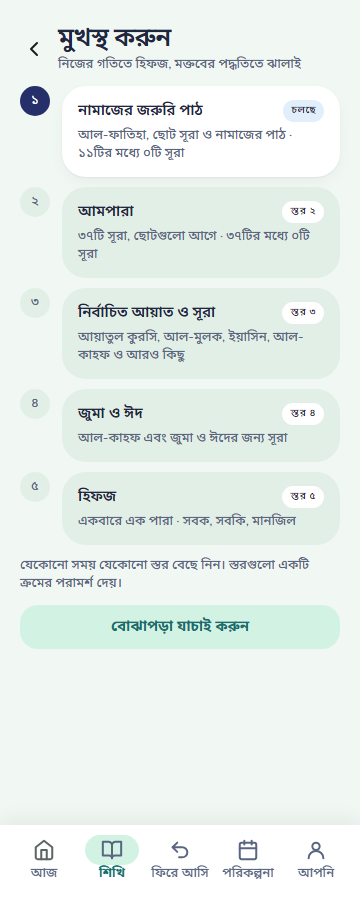 মুখস্থ করুন
নিজের গতিতে হিফজ, মক্তবের পদ্ধতিতে ঝালাই
১
নামাজের জরুরি পাঠ
চলছে
আল-ফাতিহা, ছোট সূরা ও নামাজের পাঠ ·
১১টির মধ্যে ০টি সূরা
২
আমপারা
স্তর ২
৩৭টি সূরা, ছোটগুলো আগে · ৩৭টির মধ্যে ০টি
সূরা
৩
নির্বাচিত আয়াত ও সূরা
স্তর ৩
আয়াতুল কুরসি, আল-মুলক, ইয়াসিন, আল-
কাহফ ও আরও কিছু
৪
জুমা ও ঈদ
স্তর ৪
আল-কাহফ এবং জুমা ও ঈদের জন্য সূরা
৫
হিফজ
স্তর ৫
একবারে এক পারা · সবক, সবকি, মানজিল
যেকোনো সময় যেকোনো স্তর বেছে নিন। স্তরগুলো একটি
ক্রমের পরামর্শ দেয়।
বোঝাপড়া যাচাই করুন
আজ
শিখি
ফিরে আসি
পরিকল্পনা
আপনি